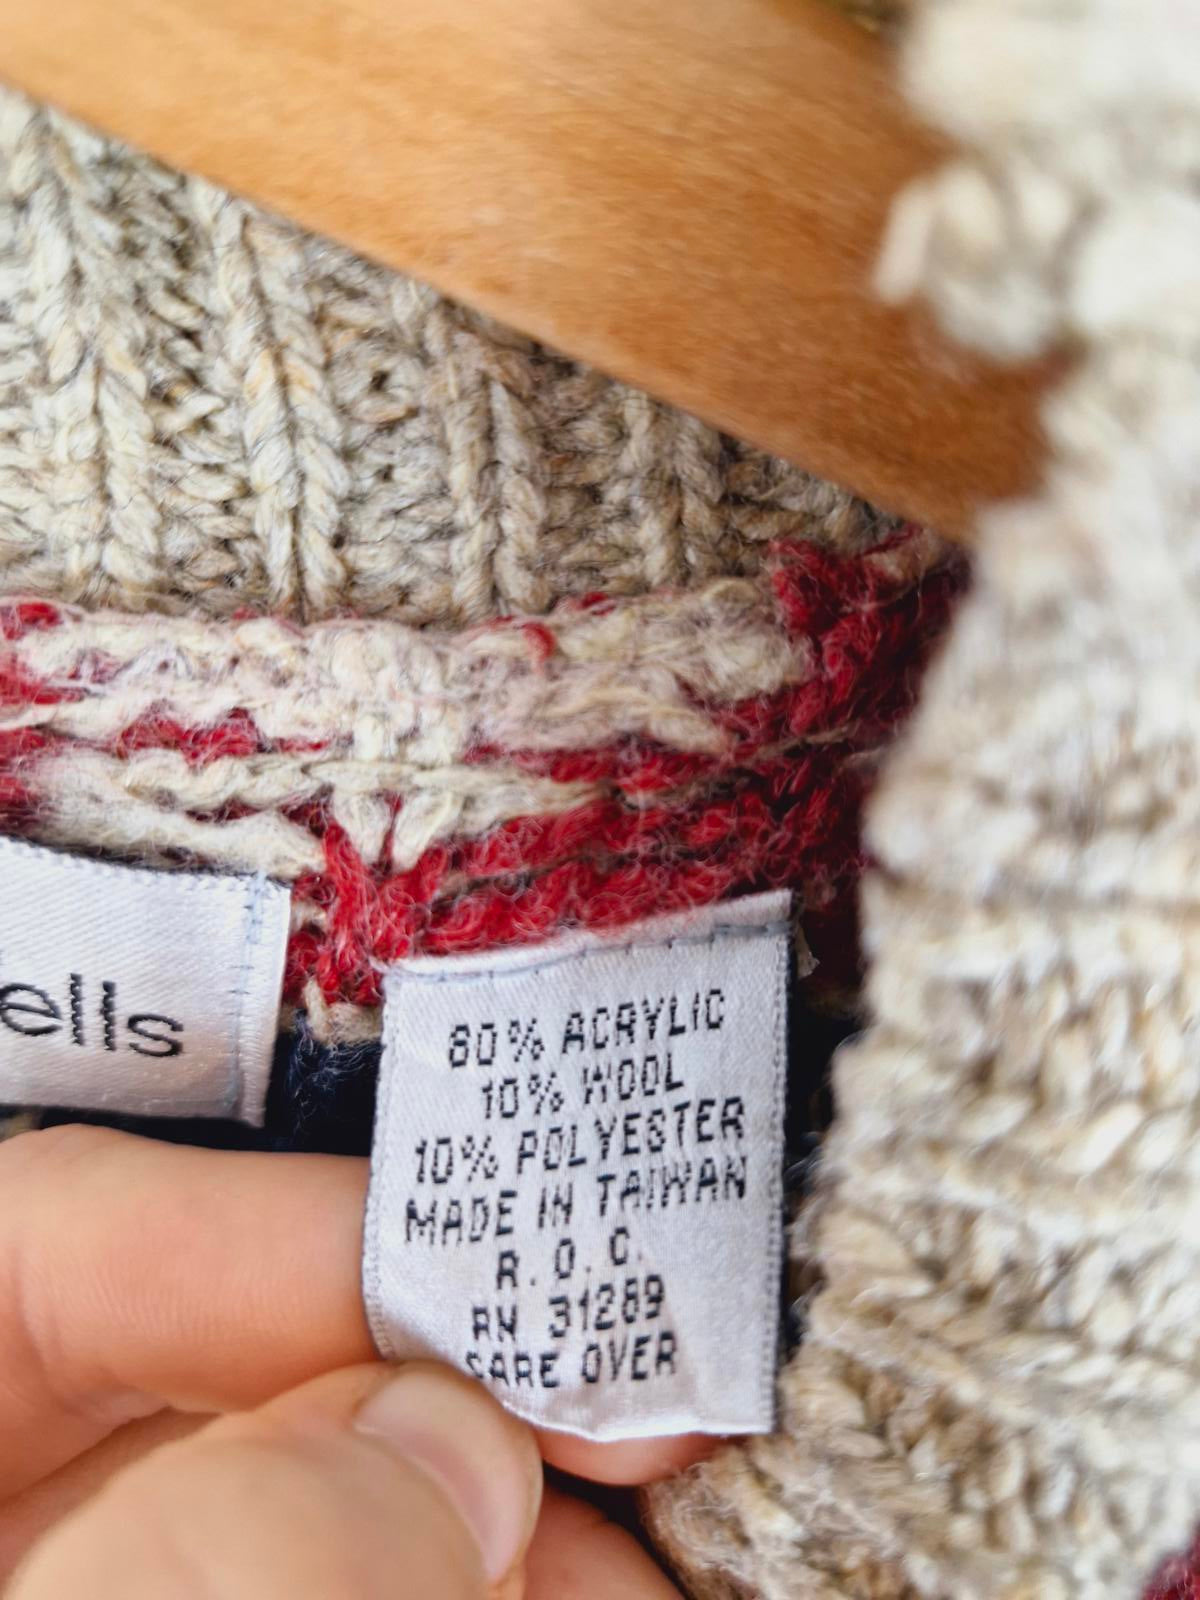 ells
80% ACRYLIC
10% WOOL
10% POLYESTER
MADE IN TAIWAN
R.O.C.
RN 31289
CARE OVER